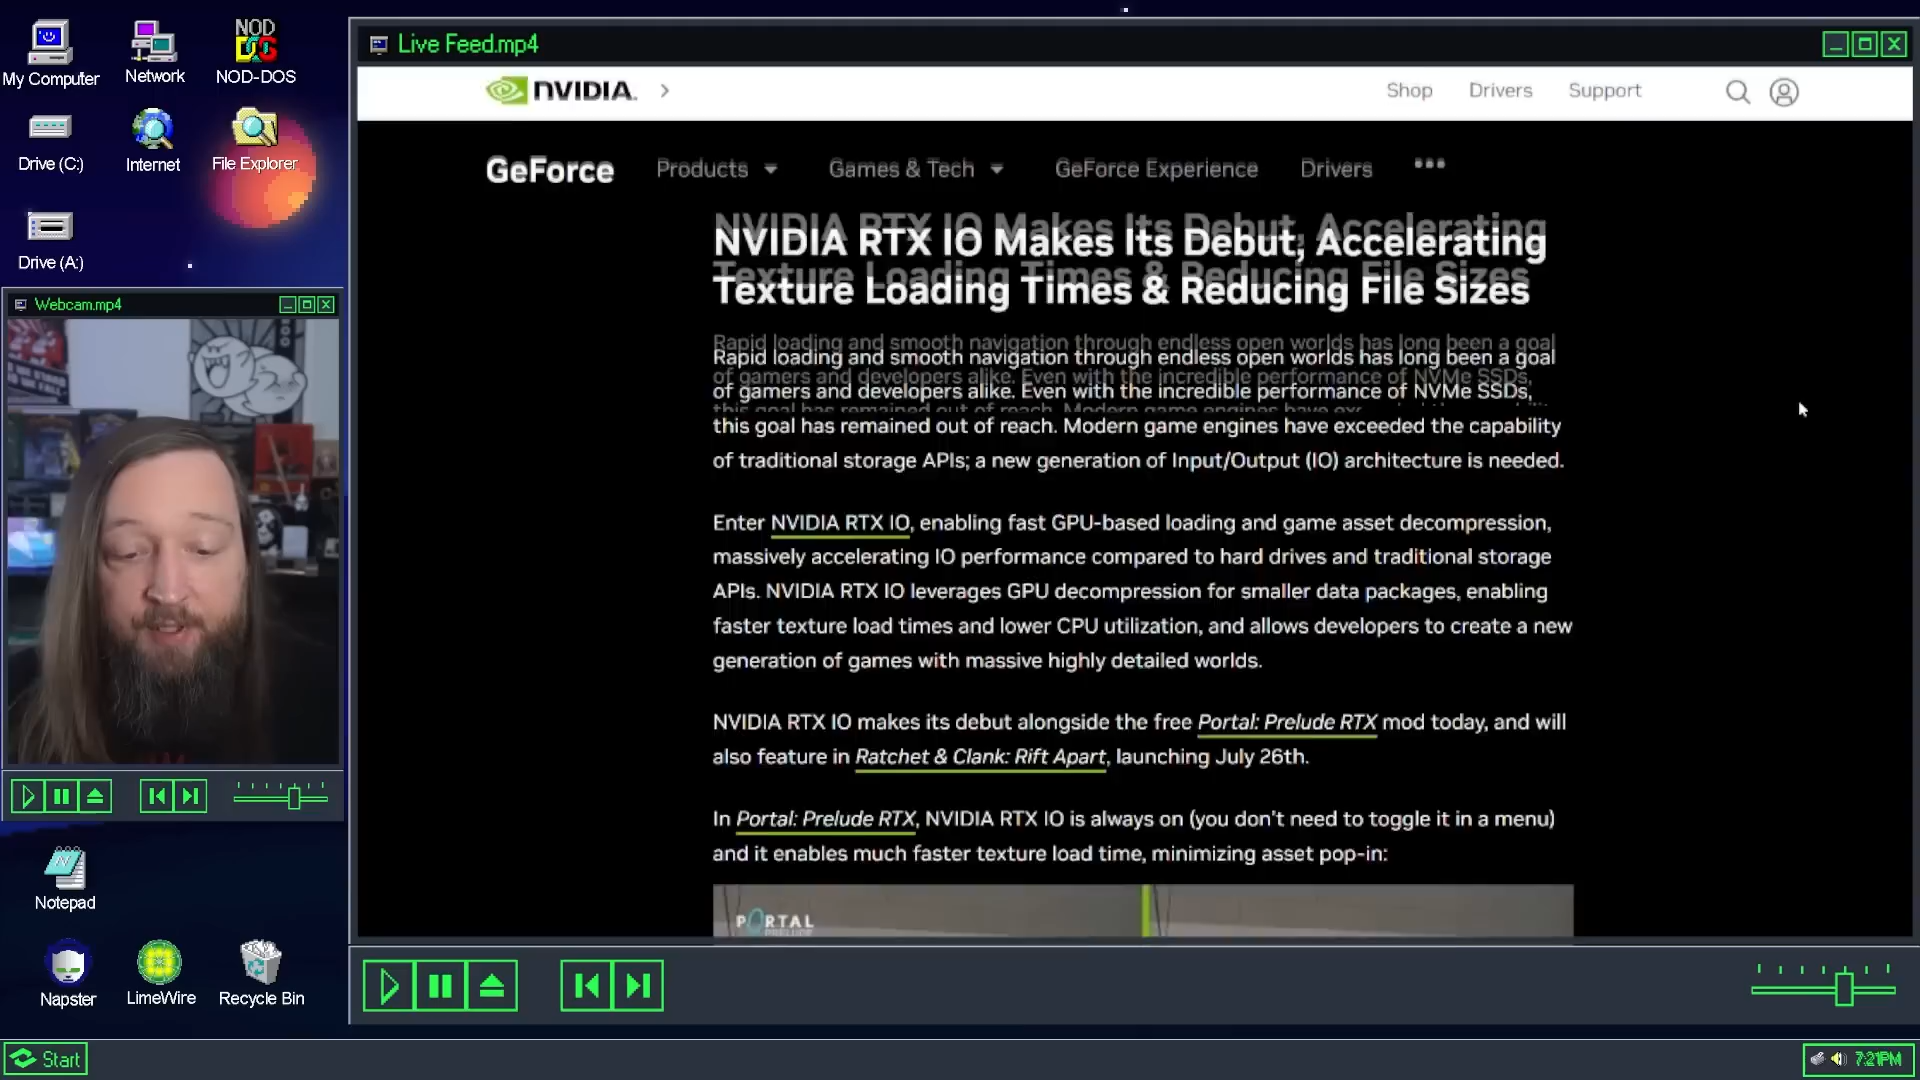 My Computer
Network
NOD
DOS
NOD-DOS
Drive (C:)
Internet
File Explorer
Drive (A:)
Webcam.mp4
Notepad
Napster
LimeWire
Recycle Bin
Start
Live Feed.mp4
NVIDIA.
Shop
Drivers
Support
GeForce
Products
Games & Tech
GeForce Experience
Drivers
NVIDIA RTX IO Makes Its Debut, Accelerating
Texture Loading Times & Reducing File Sizes
Rapid loading and smooth navigation through endless open worlds has long been a goal
of gamers and developers alike. Even with the incredible performance of NVMe SSDs,
this goal has remained out of reach. Modern game engines have exceeded the capability
of traditional storage APIs; a new generation of Input/Output (IO) architecture is needed.
Enter NVIDIA RTX IO, enabling fast GPU-based loading and game asset decompression,
massively accelerating IO performance compared to hard drives and traditional storage
APIs. NVIDIA RTX IO leverages GPU decompression for smaller data packages, enabling
faster texture load times and lower CPU utilization, and allows developers to create a new
generation of games with massive highly detailed worlds.
NVIDIA RTX IO makes its debut alongside the free Portal: Prelude RTX mod today, and will
also feature in Ratchet & Clank: Rift Apart, launching July 26th.
In Portal: Prelude RTX, NVIDIA RTX IO is always on (you don't need to toggle it in a menu)
and it enables much faster texture load time, minimizing asset pop-in:
PORTAL
PRELUDE
7:21PM